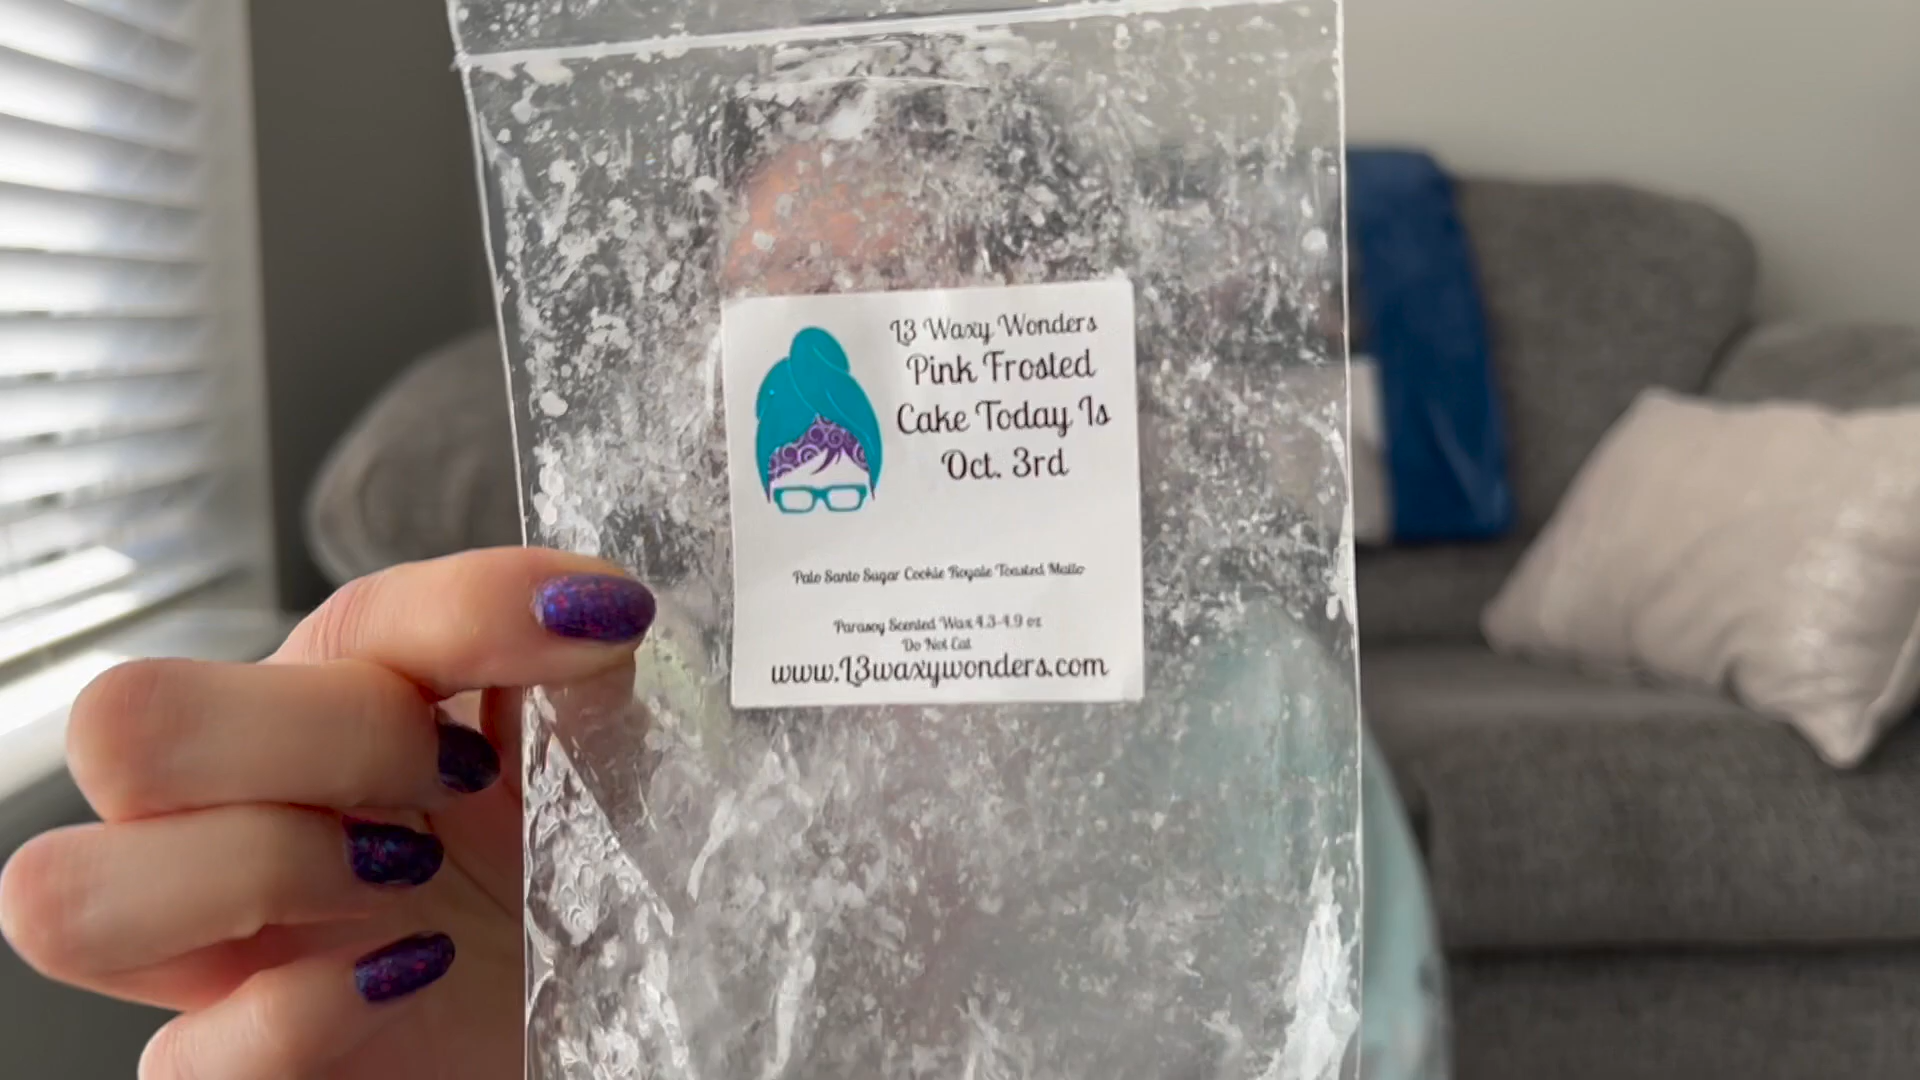 L3 Waxy Wonders
Pink Frosted
Cake Today Is
Oct. 3rd
Palo Santo Sugar Cookie Royale Toasted Mallo
Parasoy Scented Wax 4.3-4.9 oz
Do Not Eat
www.L3waxywonders.com